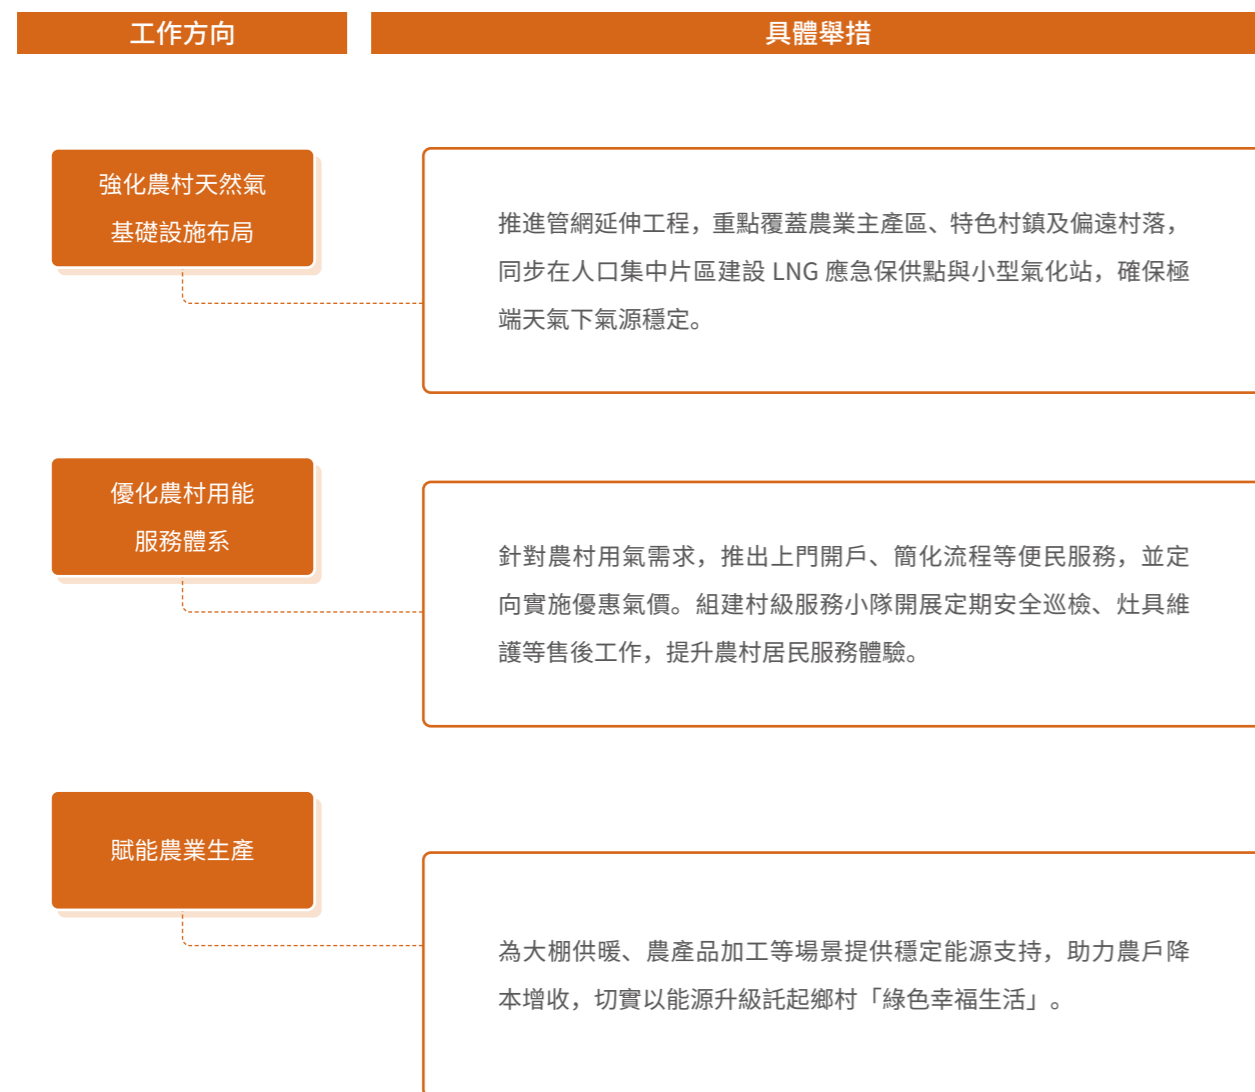 工作方向
具體舉措
強化農村天然氣
基礎設施布局
推進管網延伸工程，重點覆蓋農業主產區、特色村鎮及偏遠村落，
同步在人口集中片區建設 LNG 應急保供點與小型氣化站，確保極
端天氣下氣源穩定。
優化農村用能
服務體系
針對農村用氣需求，推出上門開戶、簡化流程等便民服務，並定
向實施優惠氣價。組建村級服務小隊開展定期安全巡檢、灶具維
護等售後工作，提升農村居民服務體驗。
賦能農業生產
為大棚供暖、農產品加工等場景提供穩定能源支持，助力農戶降
本增收，切實以能源升級託起鄉村「綠色幸福生活」。